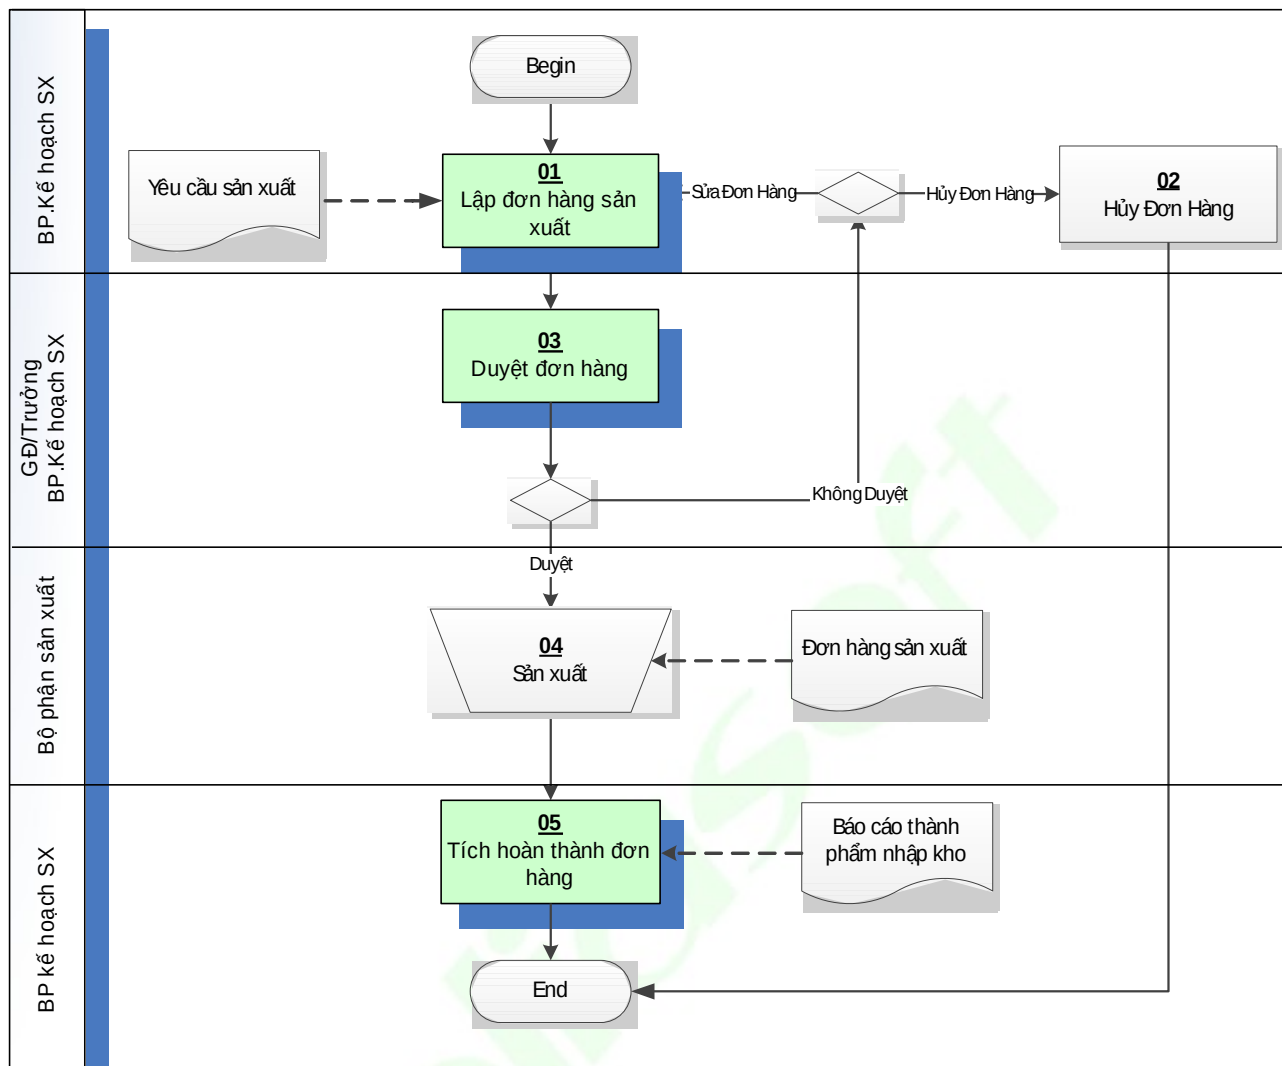 BP.Kế hoạch SX
Begin
Yêu cầu sản xuất
01
Lập đơn hàng sản
xuất
Sửa Đơn Hàng
Hủy Đơn Hàng
02
Hủy Đơn Hàng
GĐ/Trưởng
BP.Kế hoạch SX
03
Duyệt đơn hàng
Không Duyệt
Duyệt
Bộ phận sản xuất
04
Sản xuất
Đơn hàng sản xuất
BP kế hoạch SX
05
Tích hoàn thành đơn
hàng
Báo cáo thành
phẩm nhập kho
End